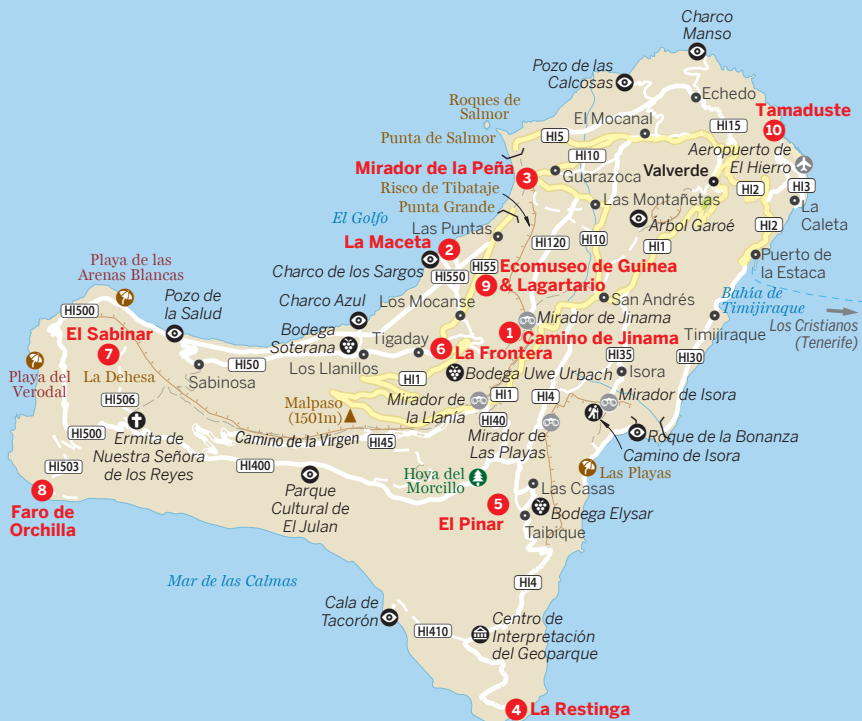 Charco
Manso
Pozo de las
Calcosas
Echedo
Roques de
Salmor
El Mocanal
HI15
Tamaduste
10
Punta de Salmor
HI5
HI10
Aeropuerto de
El Hierro
Mirador de la Peña
3
Guarazoca
Valverde
HI2
HI3
Risco de Tibataje
Punta Grande
Las Montañetas
La
Caleta
El Golfo
Las Puntas
Árbol Garoé
HI2
La Maceta
2
HI120
HI10
HI1
Puerto de
la Estaca
Playa de las
Arenas Blancas
Charco de los Sargos
HI55
HI550
Ecomuseo de Guinea
& Lagartario
9
Bahía de
Timijiraque
Charco Azul
Los Mocanse
San Andrés
Los Cristianos
(Tenerife)
HI500
Pozo de
la Salud
Bodega
Soterana
Mirador de Jinama
Timijiraque
El Sabinar
7
Tigaday
1
Camino de Jinama
6
La Frontera
HI35
HI30
Playa del
Verodal
La Dehesa
Sabinosa
HI50
Los Llanillos
HI1
Bodega Uwe Urbach
Isora
HI506
Malpaso
(1501m)
Mirador de
la Llanía
HI1
HI4
Mirador de Isora
HI500
Ermita de
Nuestra Señora
de los Reyes
Camino de la Virgen
HI45
HI40
Mirador de
Las Playas
Roque de la Bonanza
Camino de Isora
HI503
HI400
8
Faro de
Orchilla
Parque
Cultural de
El Julan
Hoya del
Morcillo
Las Playas
Las Casas
5
El Pinar
Bodega Elysar
Taibique
Mar de las Calmas
HI4
Cala de
Tacorón
HI410
Centro de
Interpretación
del Geoparque
4
La Restinga